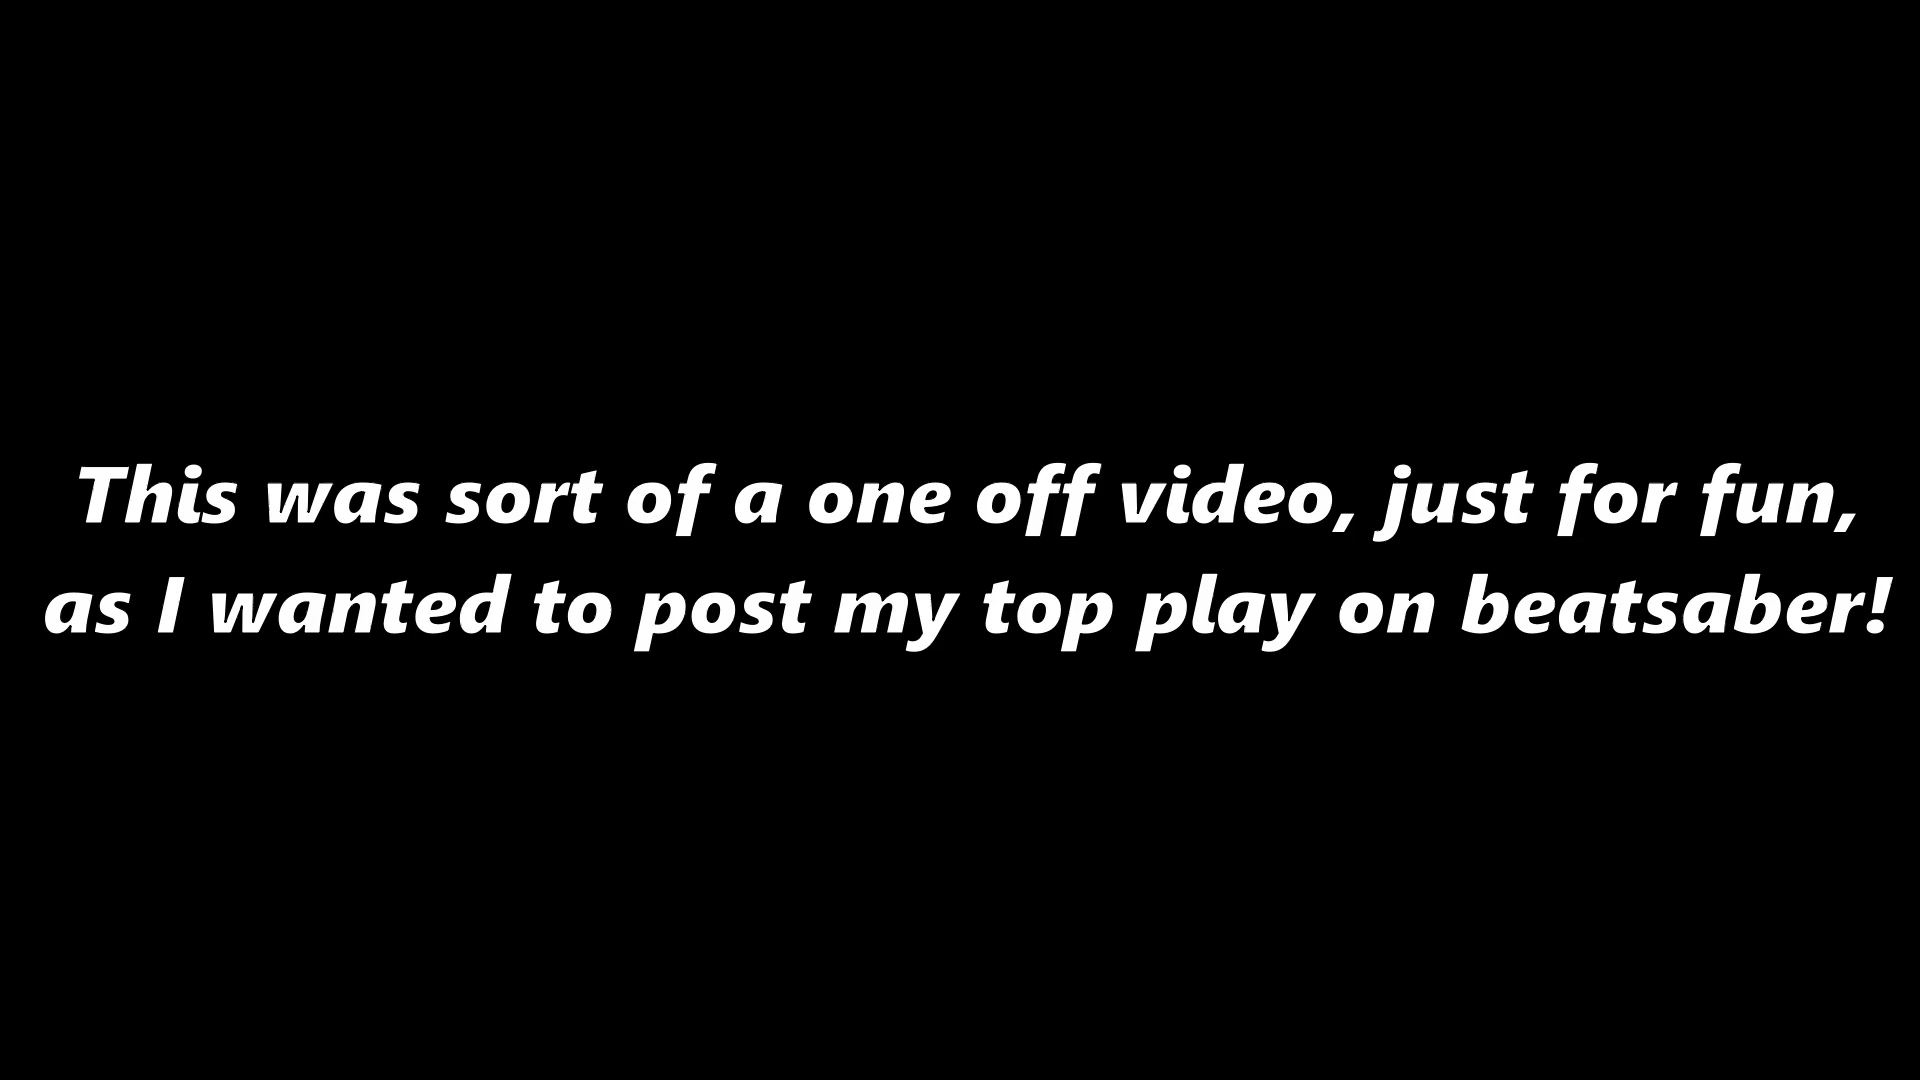 This was sort of a one off video, just for fun,
as I wanted to post my top play on beatsaber!